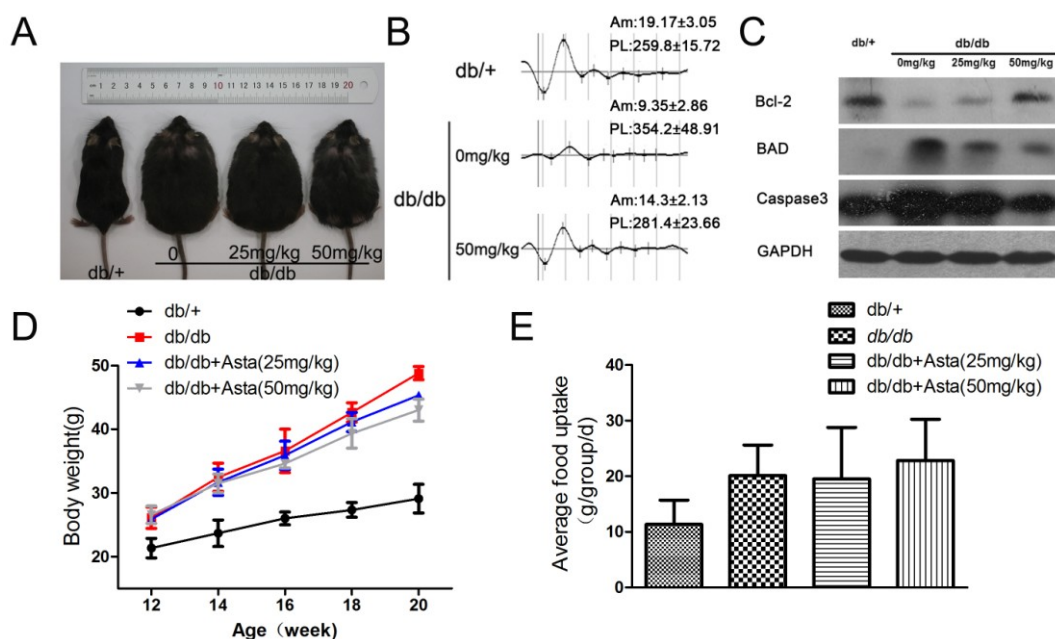 A
1 2 3 4 5 6 7 8 9 10 11 12 13 14 15 16 17 18 19 20
0 25mg/kg 50mg/kg
db/+ db/db
B
Am:19.17±3.05
PL:259.8±15.72
db/+
Am:9.35±2.86
PL:354.2±48.91
0mg/kg
db/db
Am:14.3±2.13
PL:281.4±23.66
50mg/kg
C
db/+ db/db
0mg/kg 25mg/kg 50mg/kg
Bcl-2
BAD
Caspase3
GAPDH
D
db/+
db/db
db/db+Asta(25mg/kg)
db/db+Asta(50mg/kg)
Body weight(g)
50
40
30
20
12 14 16 18 20
Age（week）
E
db/+
db/db
db/db+Asta(25mg/kg)
db/db+Asta(50mg/kg)
Average food uptake
（g/group/d)
40
30
20
10
0